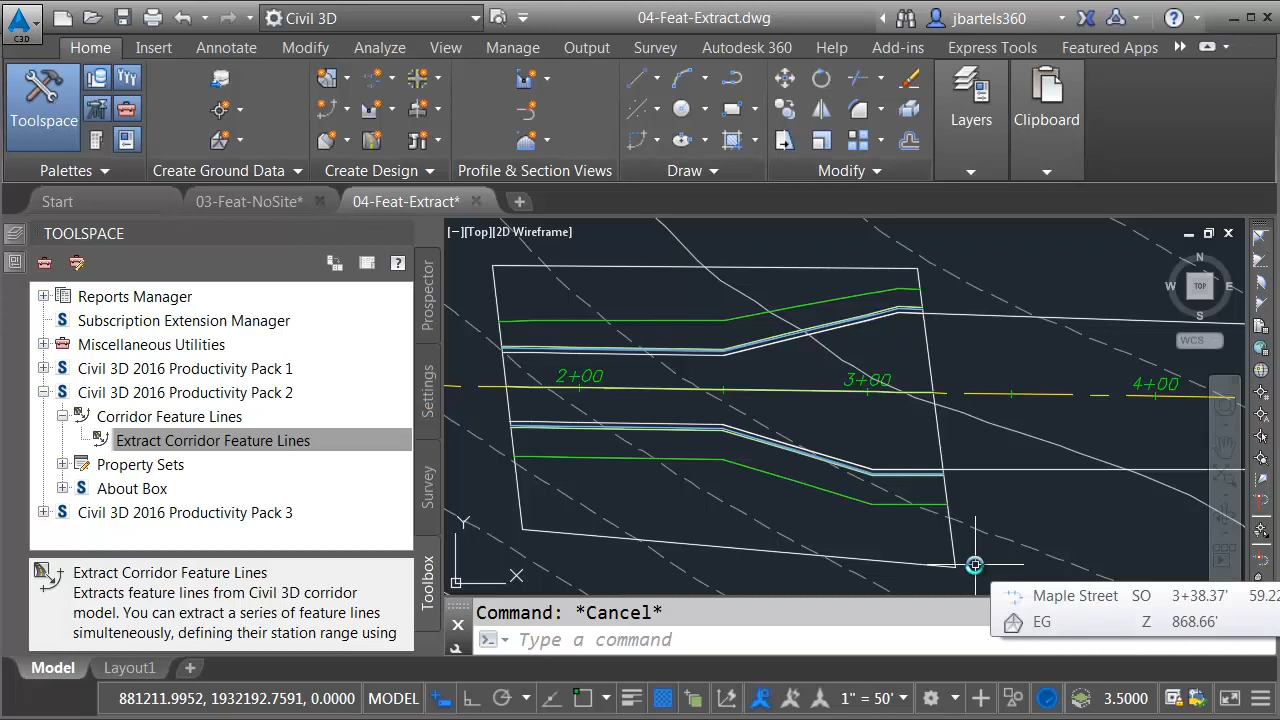 Civil 3D
04-Feat-Extract.dwg
jbartels360
C3D
Home Insert Annotate Modify Analyze View Manage Output Survey Autodesk 360 Help Add-ins Express Tools Featured Apps
Toolspace
Layers
Clipboard
Palettes
Create Ground Data
Create Design
Profile & Section Views
Draw
Modify
Start
03-Feat-NoSite*
04-Feat-Extract*
TOOLSPACE
[−][Top][2D Wireframe]
Reports Manager
Subscription Extension Manager
Miscellaneous Utilities
Civil 3D 2016 Productivity Pack 1
Civil 3D 2016 Productivity Pack 2
Corridor Feature Lines
Extract Corridor Feature Lines
Property Sets
About Box
Civil 3D 2016 Productivity Pack 3
Prospector
Settings
Survey
Toolbox
N
W TOP E
S
WCS
2+00
3+00
4+00
Y
X
Extract Corridor Feature Lines
Extracts feature lines from Civil 3D corridor
model. You can extract a series of feature lines
simultaneously, defining their station range using
Maple Street SO 3+38.37' 59.22
EG Z 868.66'
Command: *Cancel*
Type a command
Model
Layout1
881211.9952, 1932192.7591, 0.0000
MODEL
1" = 50'
3.5000